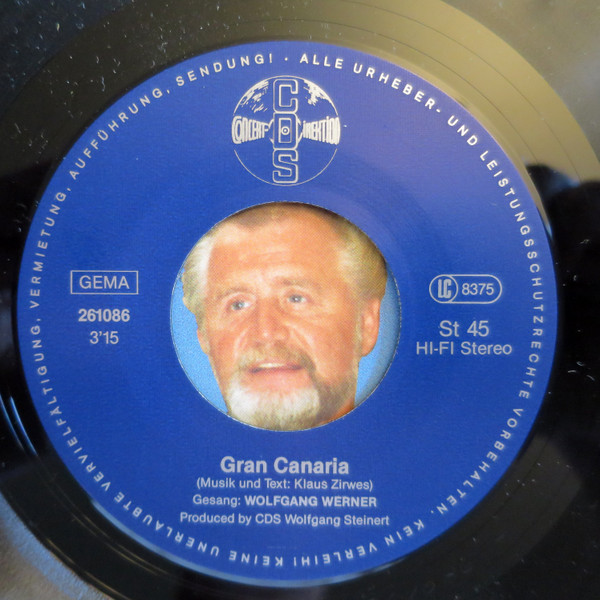 ALLE URHEBER- UND LEISTUNGSSCHUTZRECHTE VORBEHALTEN. KEIN VERLEIH! KEINE UNERLAUBTE VERVIELFÄLTIGUNG, VERMIETUNG, AUFFÜHRUNG, SENDUNG! ·
CDS
CONCERT DIREKTION
GEMA
261086
3'15
LC 8375
St 45
HI-FI Stereo
Gran Canaria
(Musik und Text: Klaus Zirwes)
Gesang: WOLFGANG WERNER
Produced by CDS Wolfgang Steinert